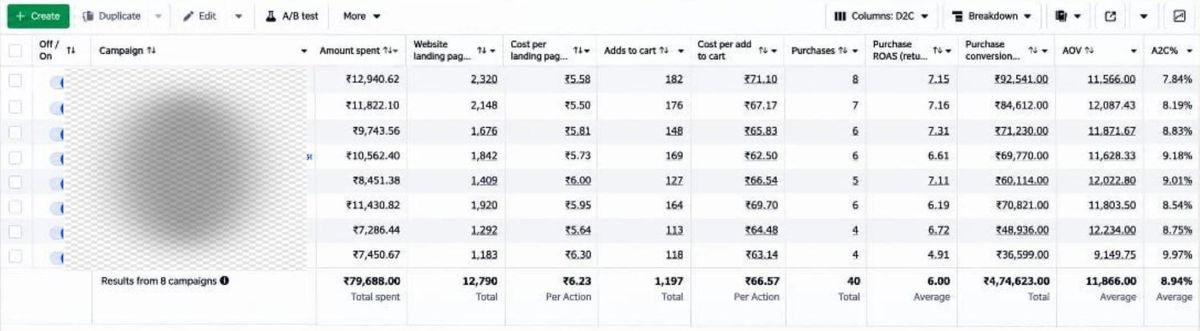 + Create Duplicate Edit A/B test More Columns: D2C Breakdown
Off / On Campaign Amount spent Website landing pag... Cost per landing pag... Adds to cart Cost per add to cart Purchases Purchase ROAS (retu... Purchase conversion... AOV A2C%
₹12,940.62 2,320 ₹5.58 182 ₹71.10 8 7.15 ₹92,541.00 11,566.00 7.84%
₹11,822.10 2,148 ₹5.50 176 ₹67.17 7 7.16 ₹84,612.00 12,087.43 8.19%
₹9,743.56 1,676 ₹5.81 148 ₹65.83 6 7.31 ₹71,230.00 11,871.67 8.83%
₹10,562.40 1,842 ₹5.73 169 ₹62.50 6 6.61 ₹69,770.00 11,628.33 9.18%
₹8,451.38 1,409 ₹6.00 127 ₹66.54 5 7.11 ₹60,114.00 12,022.80 9.01%
₹11,430.82 1,920 ₹5.95 164 ₹69.70 6 6.19 ₹70,821.00 11,803.50 8.54%
₹7,286.44 1,292 ₹5.64 113 ₹64.48 4 6.72 ₹48,936.00 12,234.00 8.75%
₹7,450.67 1,183 ₹6.30 118 ₹63.14 4 4.91 ₹36,599.00 9,149.75 9.97%
Results from 8 campaigns ₹79,688.00 12,790 ₹6.23 1,197 ₹66.57 40 6.00 ₹4,74,623.00 11,866.00 8.94%
Total spent Total Per Action Total Per Action Total Average Total Average Average